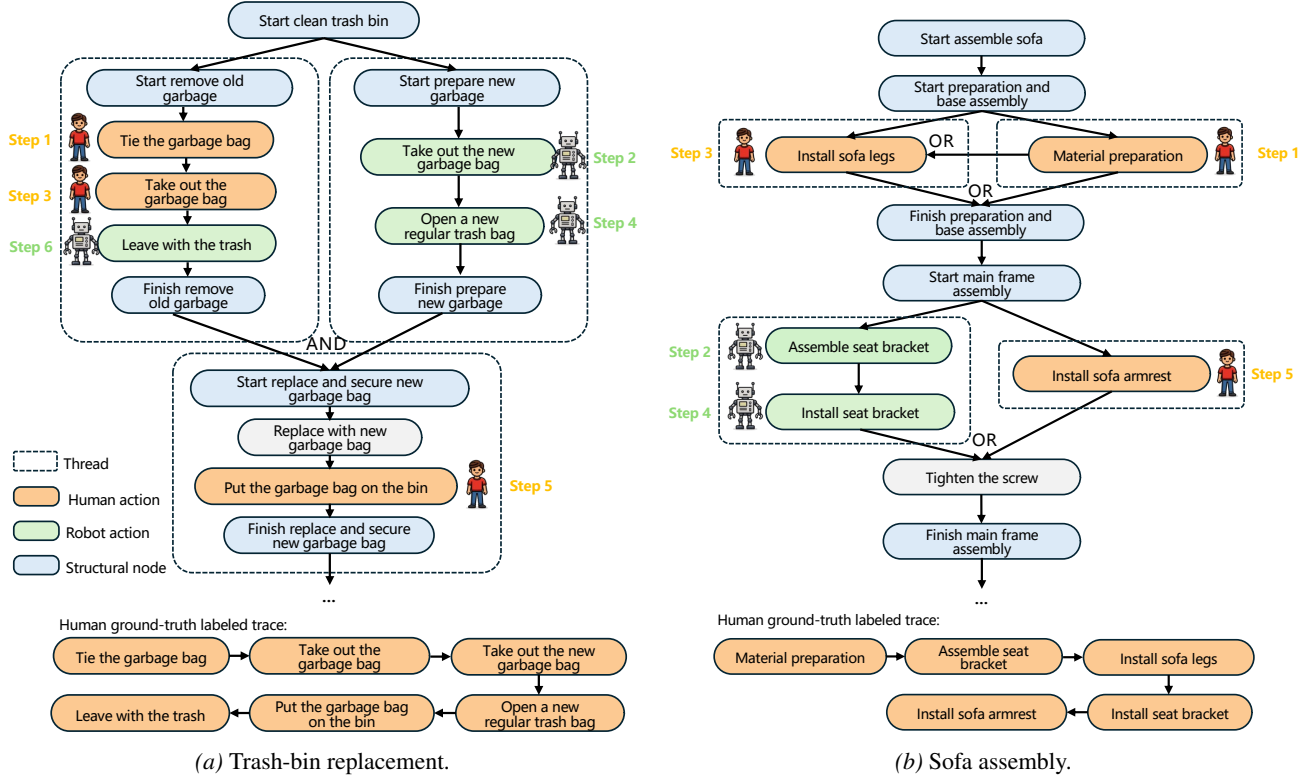 Start clean trash bin
Start remove old
garbage
Start prepare new
garbage
Step 1
Tie the garbage bag
Take out the new
garbage bag
Step 2
Step 3
Take out the
garbage bag
Open a new
regular trash bag
Step 4
Step 6
Leave with the trash
Finish remove
old garbage
Finish prepare
new garbage
AND
Start replace and secure new
garbage bag
Replace with new
garbage bag
Put the garbage bag on the bin
Step 5
Finish replace and secure
new garbage bag
...
Thread
Human action
Robot action
Structural node
Human ground-truth labeled trace:
Tie the garbage bag
Take out the
garbage bag
Take out the new
garbage bag
Leave with the trash
Put the garbage bag
on the bin
Open a new
regular trash bag
(a) Trash-bin replacement.
Start assemble sofa
Start preparation and
base assembly
Step 3
Install sofa legs
OR
Material preparation
Step 1
OR
Finish preparation and
base assembly
Start main frame
assembly
Step 2
Assemble seat bracket
Install sofa armrest
Step 5
Step 4
Install seat bracket
OR
Tighten the screw
Finish main frame
assembly
...
Human ground-truth labeled trace:
Material preparation
Assemble seat
bracket
Install sofa legs
Install sofa armrest
Install seat bracket
(b) Sofa assembly.